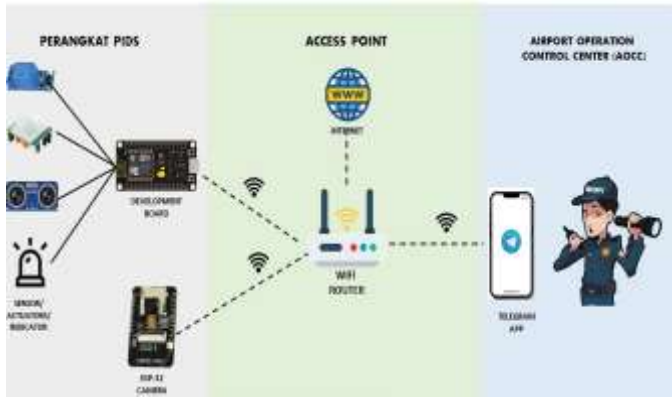 PERANGKAT PIDS
ACCESS POINT
AIRPORT OPERATION
CONTROL CENTER (AOCC)
WWW
INTERNET
DEVELOPMENT
BOARD
WIFI
ROUTER
SENSOR/
ACTUATORS/
INDICATOR
TELEGRAM
APP
ESP-32
CAMERA